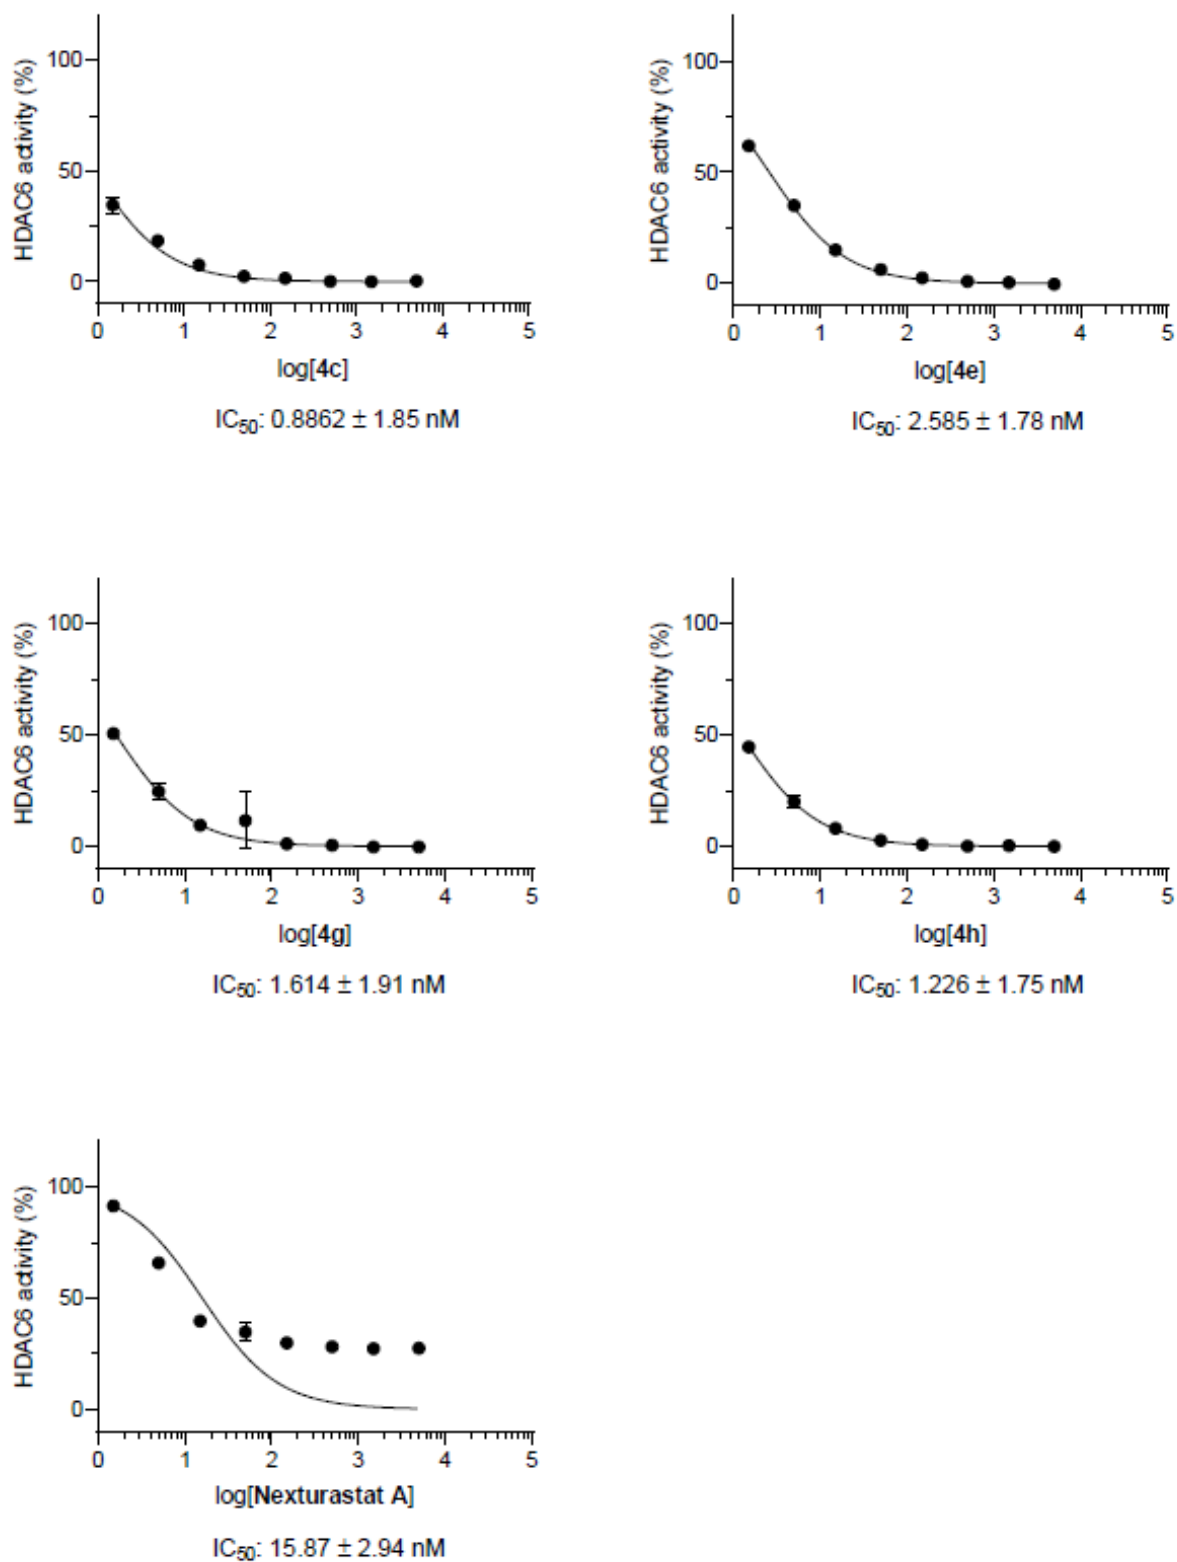 HDAC6 activity (%)
100
50
0
0 1 2 3 4 5
log[4c]
IC50: 0.8862 ± 1.85 nM
HDAC6 activity (%)
100
50
0
0 1 2 3 4 5
log[4e]
IC50: 2.585 ± 1.78 nM
HDAC6 activity (%)
100
50
0
0 1 2 3 4 5
log[4g]
IC50: 1.614 ± 1.91 nM
HDAC6 activity (%)
100
50
0
0 1 2 3 4 5
log[4h]
IC50: 1.226 ± 1.75 nM
HDAC6 activity (%)
100
50
0
0 1 2 3 4 5
log[Nexturastat A]
IC50: 15.87 ± 2.94 nM